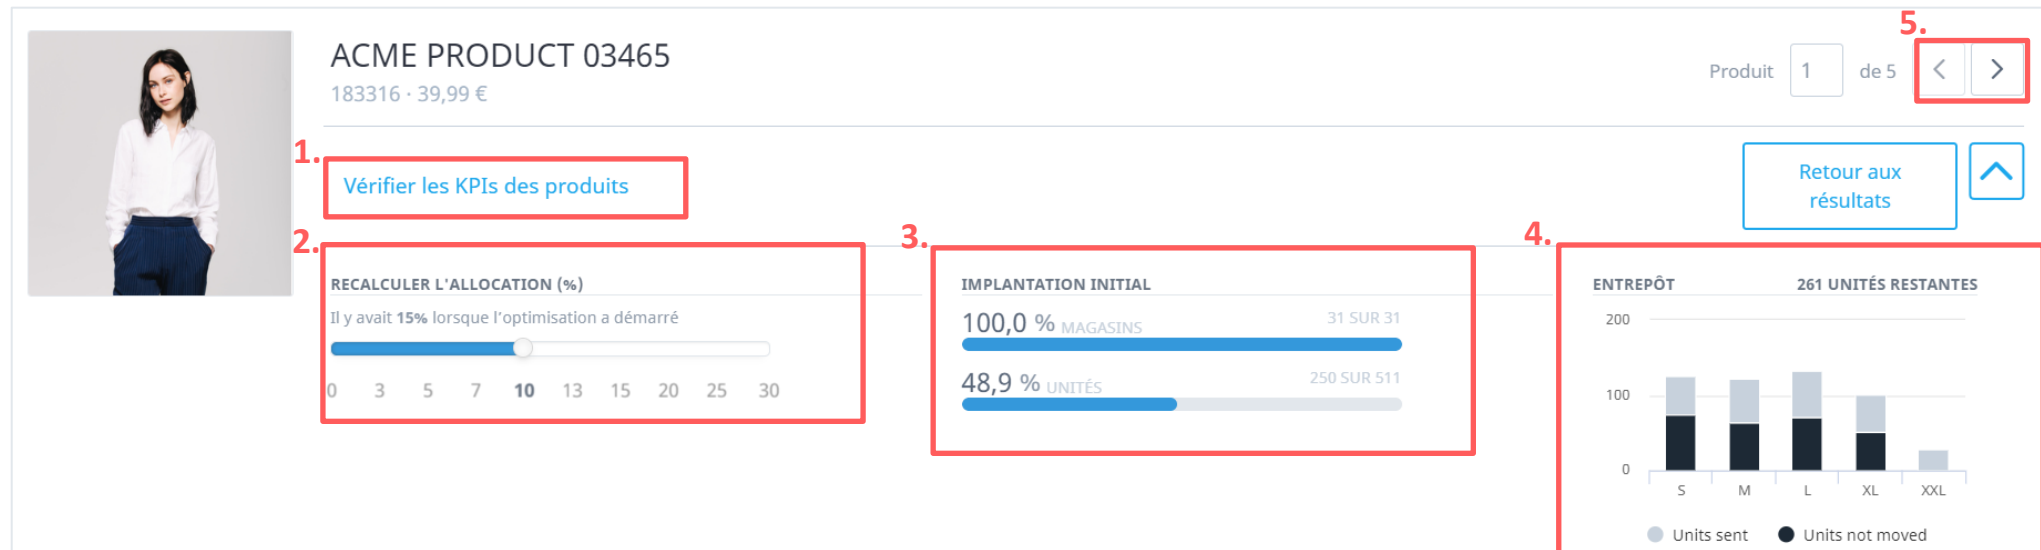 5.
ACME PRODUCT 03465
183316 · 39,99 €
Produit 1 de 5
1.
Vérifier les KPIs des produits
Retour aux
résultats
2.
3.
4.
RECALCULER L'ALLOCATION (%)
Il y avait 15% lorsque l'optimisation a démarré
0 3 5 7 10 13 15 20 25 30
IMPLANTATION INITIAL
100,0 % MAGASINS 31 SUR 31
48,9 % UNITÉS 250 SUR 511
ENTREPÔT 261 UNITÉS RESTANTES
200
100
0
S M L XL XXL
Units sent Units not moved